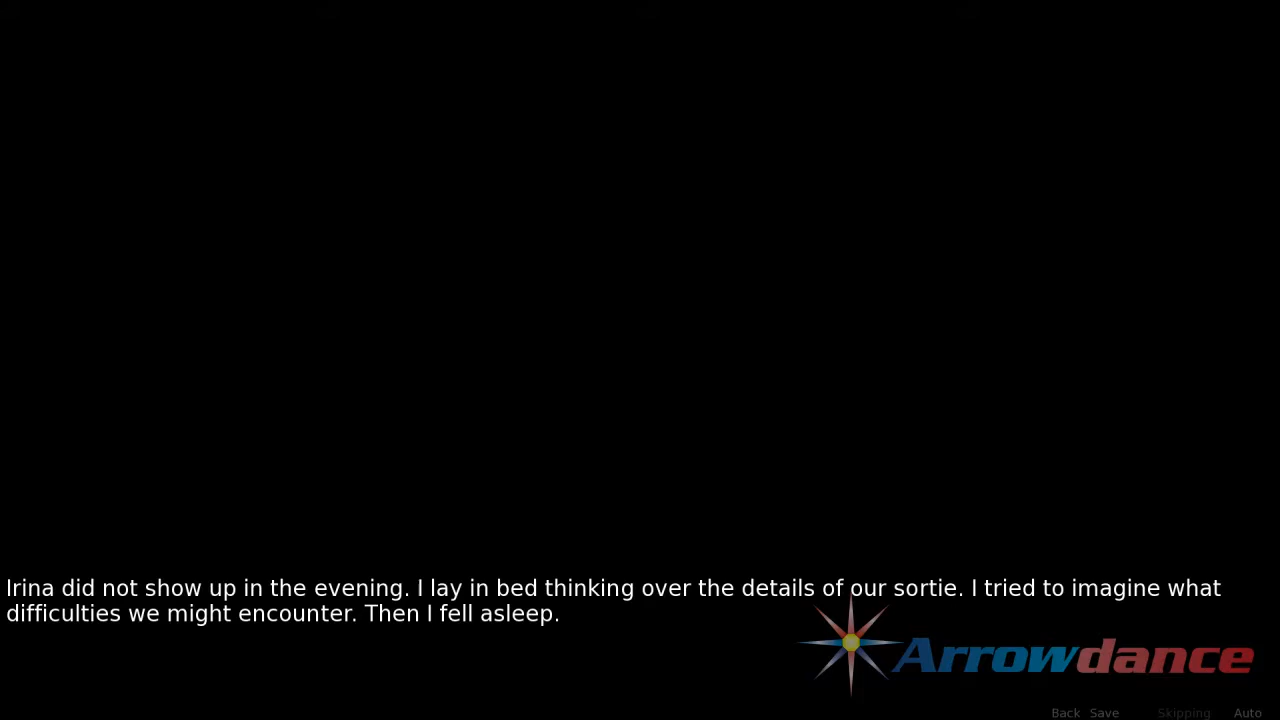 Irina did not show up in the evening. I lay in bed thinking over the details of our sortie. I tried to imagine what
difficulties we might encounter. Then I fell asleep.
Arrowdance
Back Save Skipping Auto